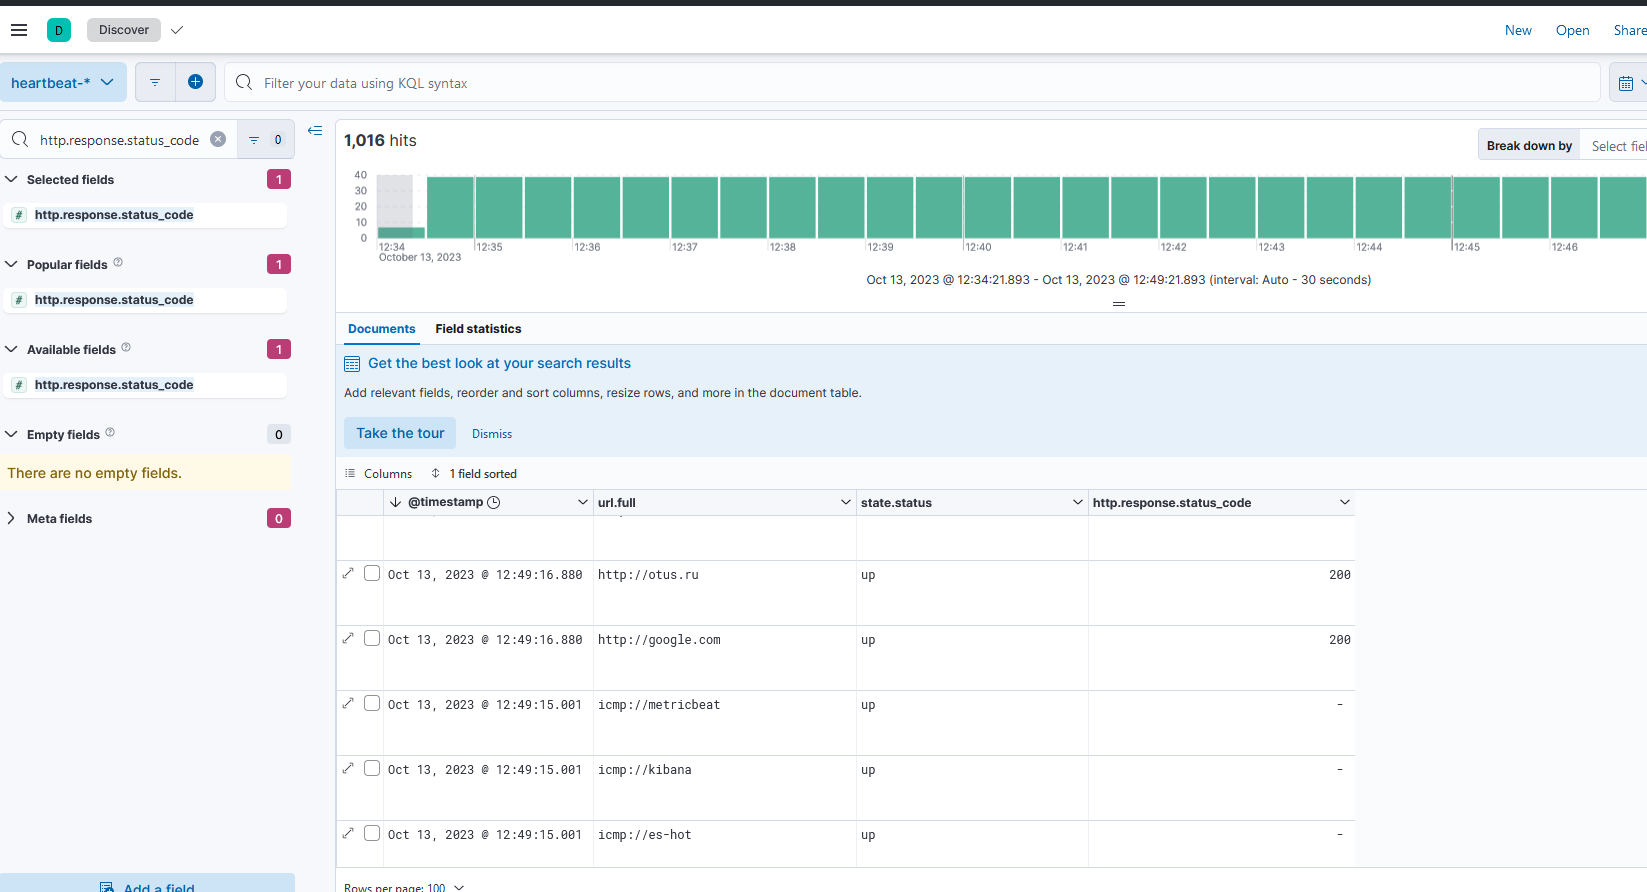 D Discover New Open Share
heartbeat-* Filter your data using KQL syntax
http.response.status_code 0
Selected fields 1
# http.response.status_code
Popular fields 1
# http.response.status_code
Available fields 1
# http.response.status_code
Empty fields 0
There are no empty fields.
Meta fields 0
Add a field
1,016 hits
Break down by Select fiel
40
30
20
10
0
12:34 12:35 12:36 12:37 12:38 12:39 12:40 12:41 12:42 12:43 12:44 12:45 12:46
October 13, 2023
Oct 13, 2023 @ 12:34:21.893 - Oct 13, 2023 @ 12:49:21.893 (interval: Auto - 30 seconds)
Documents Field statistics
Get the best look at your search results
Add relevant fields, reorder and sort columns, resize rows, and more in the document table.
Take the tour Dismiss
Columns 1 field sorted
@timestamp url.full state.status http.response.status_code
Oct 13, 2023 @ 12:49:16.880 http://otus.ru up 200
Oct 13, 2023 @ 12:49:16.880 http://google.com up 200
Oct 13, 2023 @ 12:49:15.001 icmp://metricbeat up -
Oct 13, 2023 @ 12:49:15.001 icmp://kibana up -
Oct 13, 2023 @ 12:49:15.001 icmp://es-hot up -
Rows per page: 100